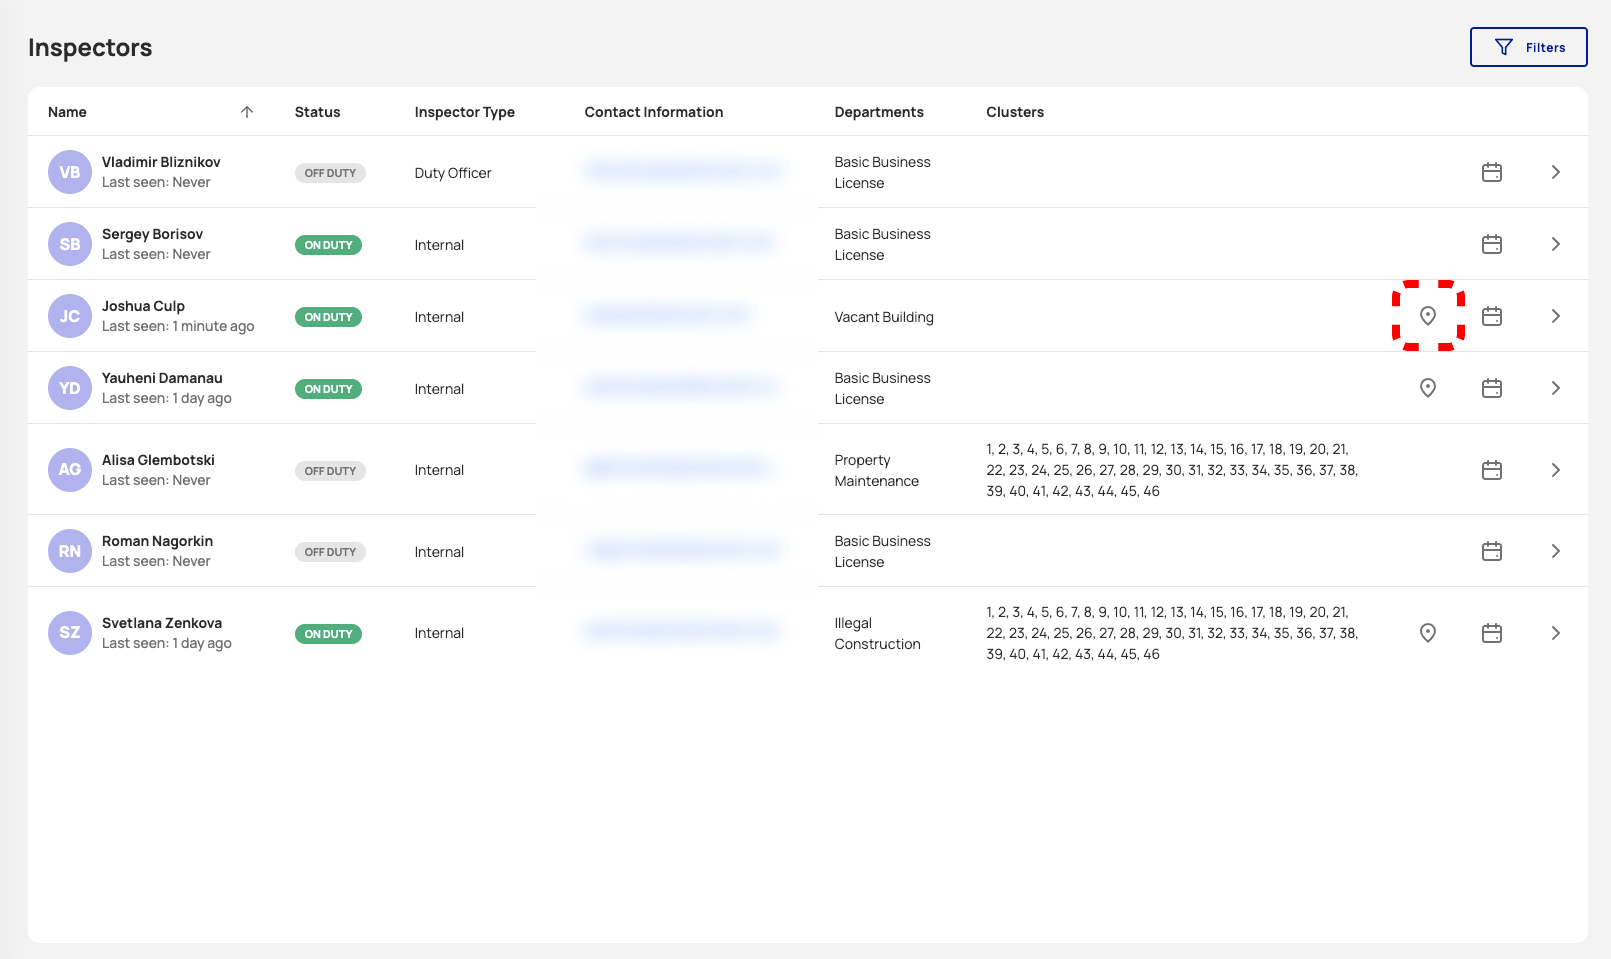 Inspectors
Filters
Name
Status
Inspector Type
Contact Information
Departments
Clusters
VB
Vladimir Bliznikov
Last seen: Never
OFF DUTY
Duty Officer
Basic Business
License
SB
Sergey Borisov
Last seen: Never
ON DUTY
Internal
Basic Business
License
JC
Joshua Culp
Last seen: 1 minute ago
ON DUTY
Internal
Vacant Building
YD
Yauheni Damanau
Last seen: 1 day ago
ON DUTY
Internal
Basic Business
License
AG
Alisa Glembotski
Last seen: Never
OFF DUTY
Internal
Property
Maintenance
1, 2, 3, 4, 5, 6, 7, 8, 9, 10, 11, 12, 13, 14, 15, 16, 17, 18, 19, 20, 21,
22, 23, 24, 25, 26, 27, 28, 29, 30, 31, 32, 33, 34, 35, 36, 37, 38,
39, 40, 41, 42, 43, 44, 45, 46
RN
Roman Nagorkin
Last seen: Never
OFF DUTY
Internal
Basic Business
License
SZ
Svetlana Zenkova
Last seen: 1 day ago
ON DUTY
Internal
Illegal
Construction
1, 2, 3, 4, 5, 6, 7, 8, 9, 10, 11, 12, 13, 14, 15, 16, 17, 18, 19, 20, 21,
22, 23, 24, 25, 26, 27, 28, 29, 30, 31, 32, 33, 34, 35, 36, 37, 38,
39, 40, 41, 42, 43, 44, 45, 46